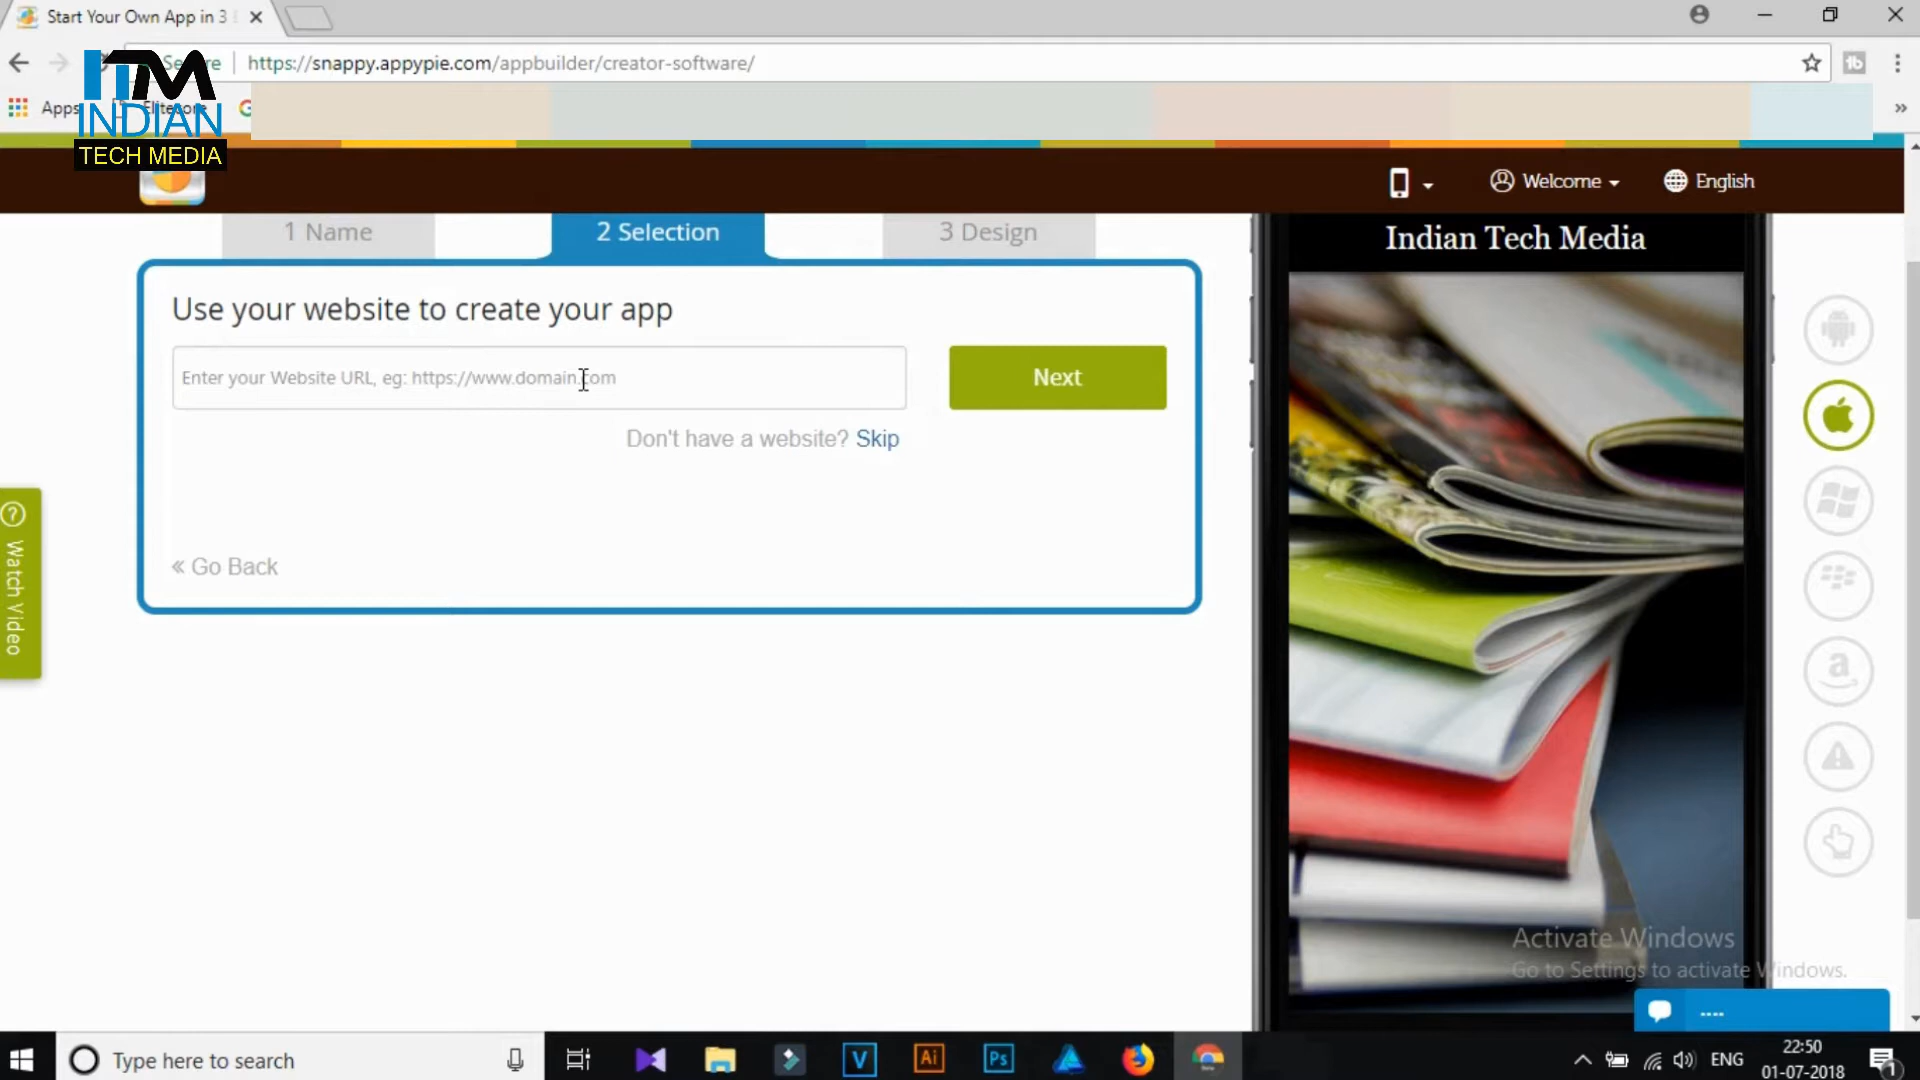 Start Your Own App in 3
https://snappy.appypie.com/appbuilder/creator-software/
Apps
ITM
INDIAN
TECH MEDIA
Welcome
English
1 Name
2 Selection
3 Design
Indian Tech Media
Use your website to create your app
Enter your Website URL, eg: https://www.domain.com
Next
Don't have a website? Skip
« Go Back
Watch Video
Activate Windows
Go to Settings to activate Windows.
....
Type here to search
V
Ai
Ps
ENG
22:50
01-07-2018
1